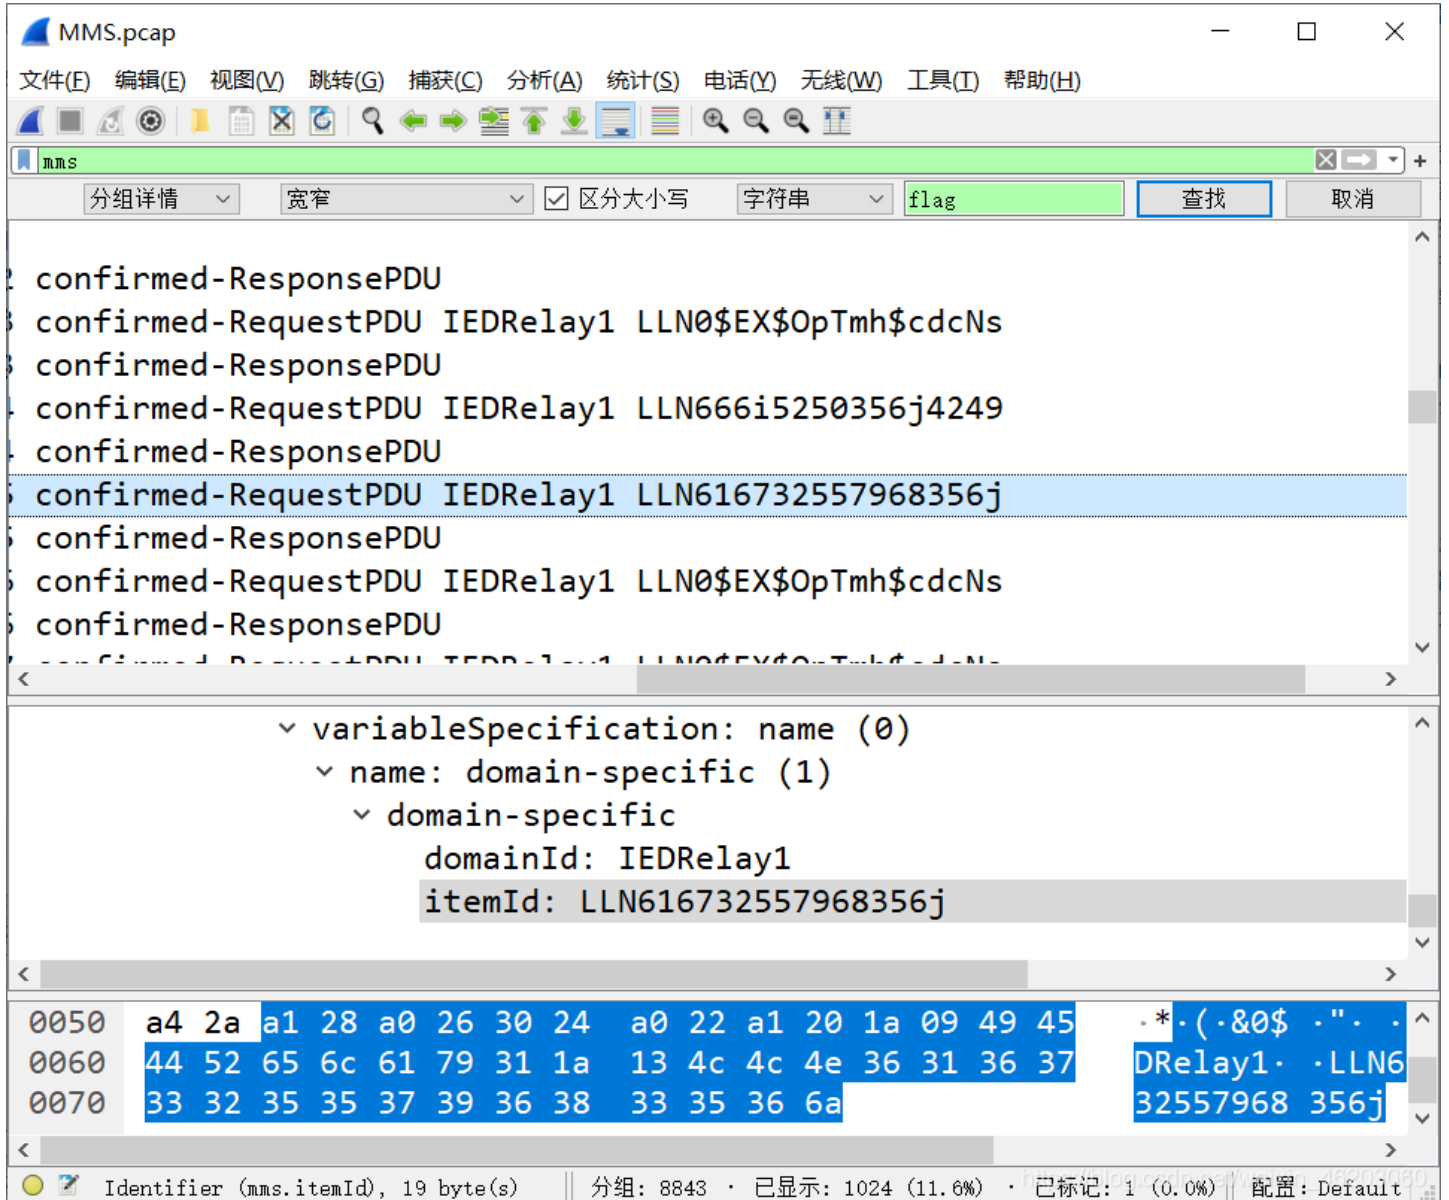 MMS.pcap
文件(F) 编辑(E) 视图(V) 跳转(G) 捕获(C) 分析(A) 统计(S) 电话(Y) 无线(W) 工具(T) 帮助(H)
mms
分组详情 宽窄 区分大小写 字符串 flag 查找 取消
confirmed-ResponsePDU
confirmed-RequestPDU IEDRelay1 LLN0$EX$OpTmh$cdcNs
confirmed-ResponsePDU
confirmed-RequestPDU IEDRelay1 LLN666i5250356j4249
confirmed-ResponsePDU
confirmed-RequestPDU IEDRelay1 LLN616732557968356j
confirmed-ResponsePDU
confirmed-RequestPDU IEDRelay1 LLN0$EX$OpTmh$cdcNs
confirmed-ResponsePDU
confirmed-RequestPDU IEDRelay1 LLN0$EX$OpTmh$cdcNs
variableSpecification: name (0)
name: domain-specific (1)
domain-specific
domainId: IEDRelay1
itemId: LLN616732557968356j
0050 a4 2a a1 28 a0 26 30 24 a0 22 a1 20 1a 09 49 45 ·*·(·&0$ ·"· ·
0060 44 52 65 6c 61 79 31 1a 13 4c 4c 4e 36 31 36 37 DRelay1· ·LLN6
0070 33 32 35 35 37 39 36 38 33 35 36 6a 32557968 356j
Identifier (mms.itemId), 19 byte(s) 分组: 8843 · 已显示: 1024 (11.6%) · 已标记: 1 (0.0%) 配置: Default